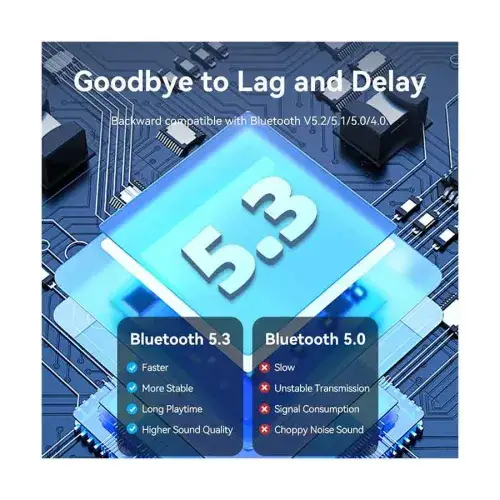 Goodbye to Lag and Delay
Backward compatible with Bluetooth V5.2/5.1/5.0/4.0.
5.3
Bluetooth 5.3
Faster
More Stable
Long Playtime
Higher Sound Quality
Bluetooth 5.0
Slow
Unstable Transmission
Signal Consumption
Choppy Noise Sound